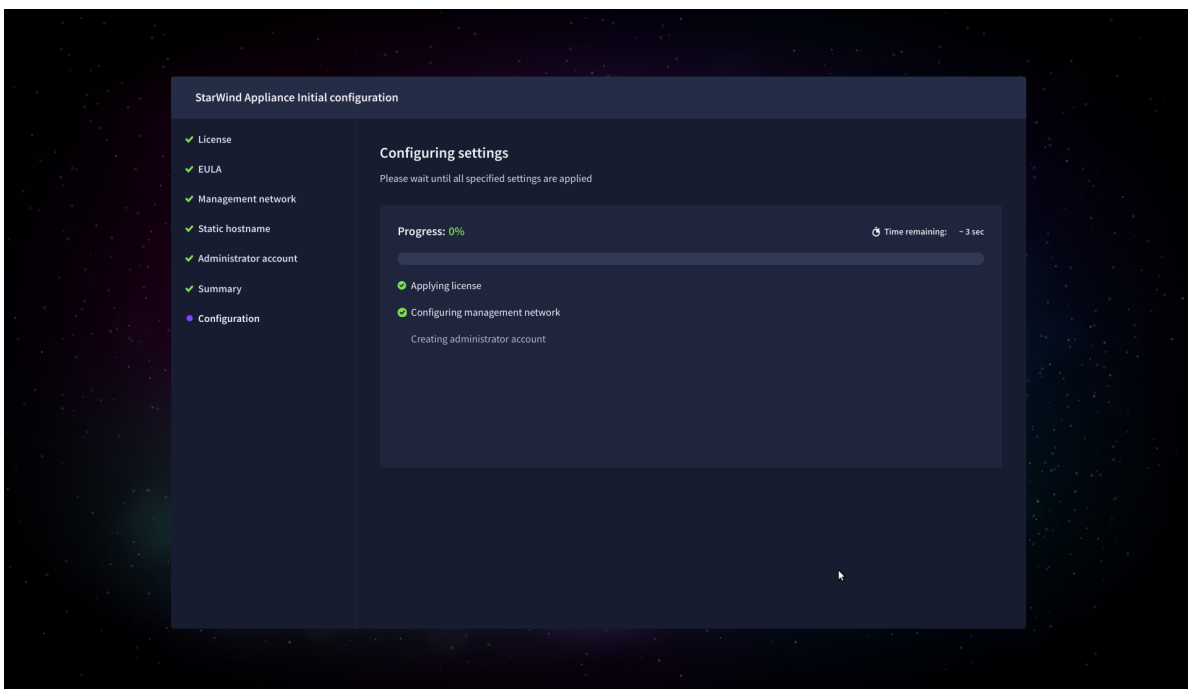 StarWind Appliance Initial configuration
License
EULA
Management network
Static hostname
Administrator account
Summary
Configuration
Configuring settings
Please wait until all specified settings are applied
Progress: 0%
Time remaining: ~ 3 sec
Applying license
Configuring management network
Creating administrator account